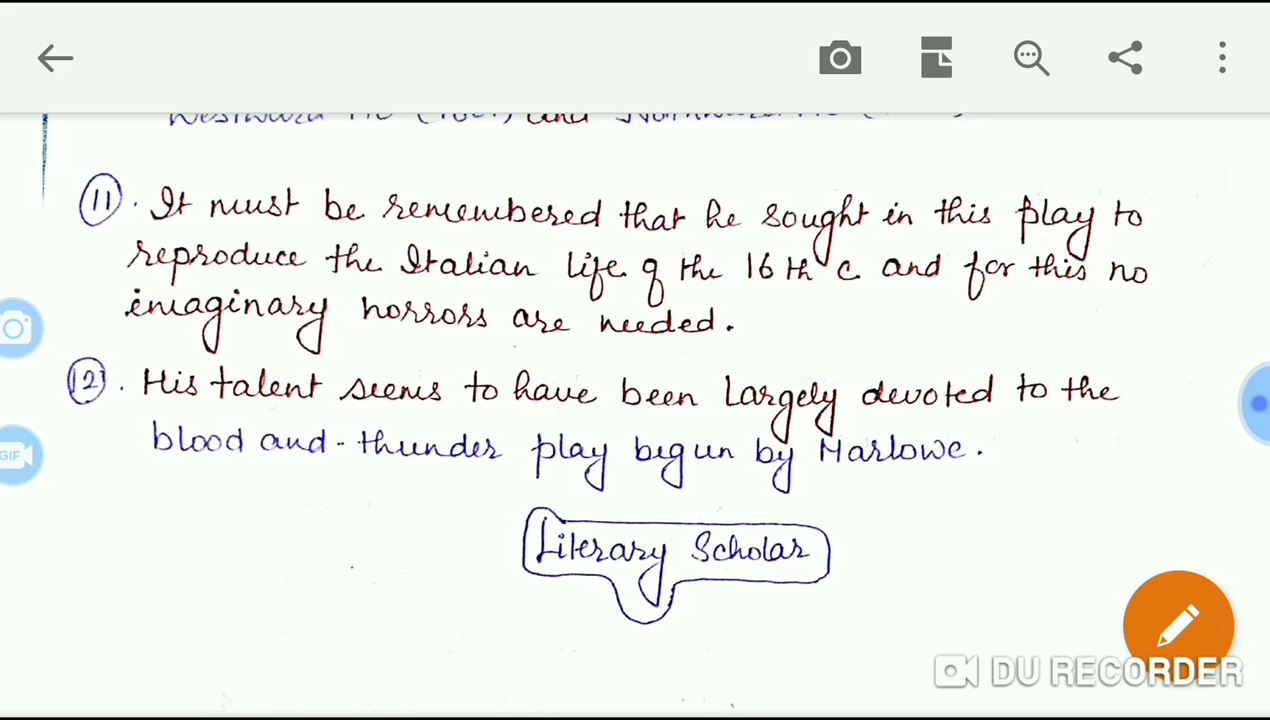 and
11. It must be remembered that he sought in this play to
reproduce the Italian life of the 16th c and for this no
imaginary horrors are needed.
12. His talent seems to have been largely devoted to the
blood and-thunder play begun by Marlowe.
Literary Scholar
GIF
DU RECORDER